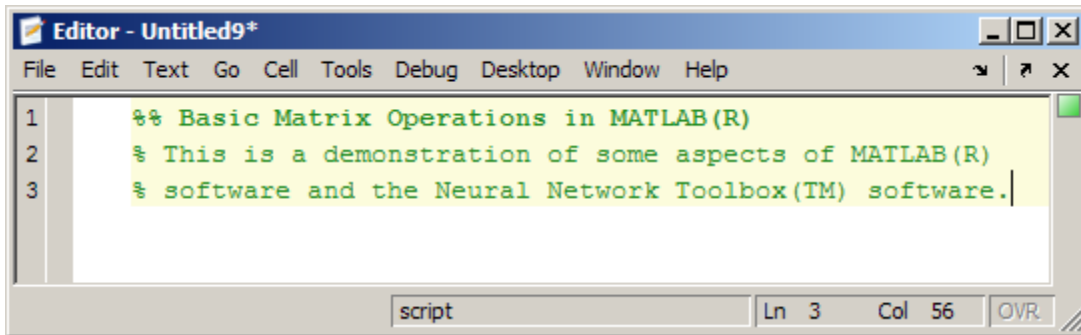 Editor - Untitled9*
File Edit Text Go Cell Tools Debug Desktop Window Help
1 %% Basic Matrix Operations in MATLAB(R)
2 % This is a demonstration of some aspects of MATLAB(R)
3 % software and the Neural Network Toolbox(TM) software.
script Ln 3 Col 56 OVR